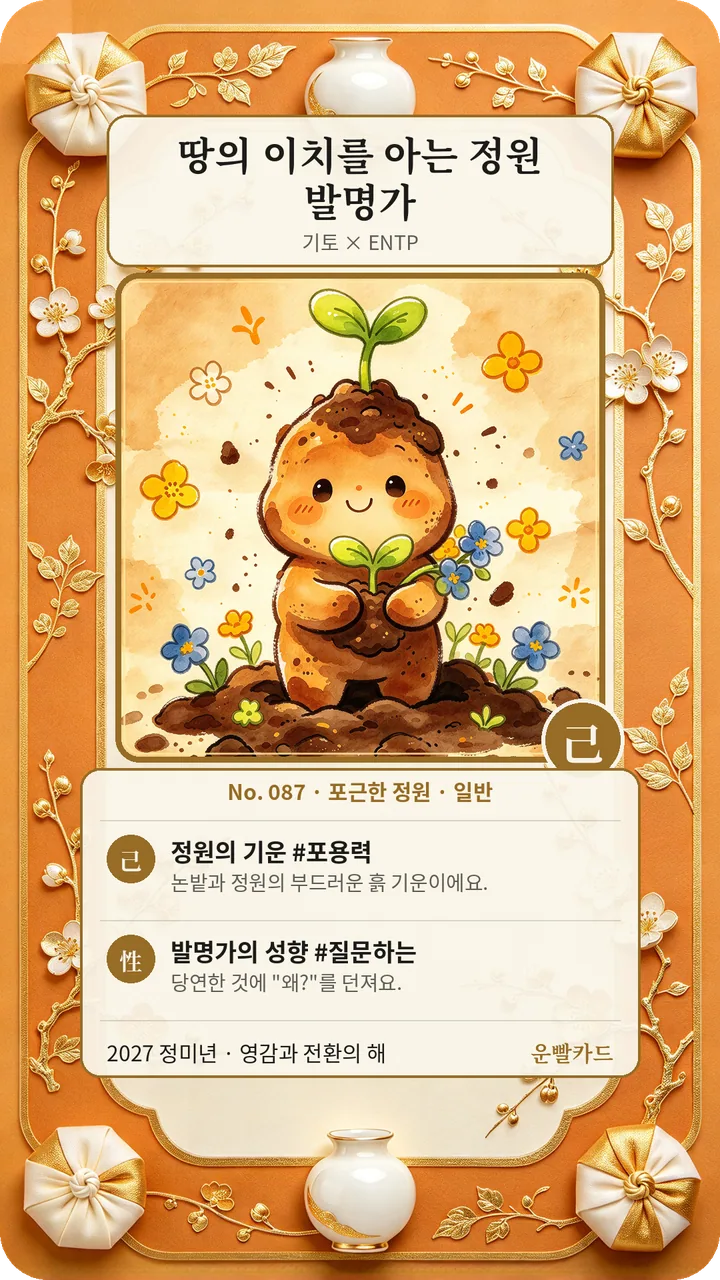 땅의 이치를 아는 정원
발명가
기토 × ENTP
己
No. 087 · 포근한 정원 · 일반
己
정원의 기운 #포용력
논밭과 정원의 부드러운 흙 기운이에요.
性
발명가의 성향 #질문하는
당연한 것에 "왜?"를 던져요.
2027 정미년 · 영감과 전환의 해
운빨카드